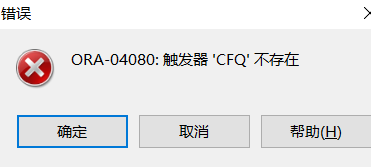 错误
ORA-04080: 触发器 'CFQ' 不存在
确定
取消
帮助(H)